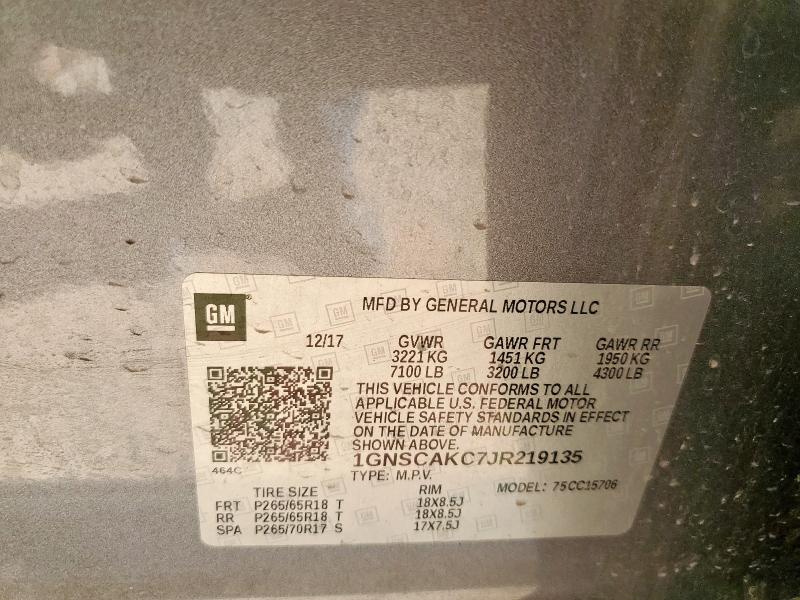 GM
MFD BY GENERAL MOTORS LLC
12/17 GVWR GAWR FRT GAWR RR
3221 KG 1451 KG 1950 KG
7100 LB 3200 LB 4300 LB
THIS VEHICLE CONFORMS TO ALL
APPLICABLE U.S. FEDERAL MOTOR
VEHICLE SAFETY STANDARDS IN EFFECT
ON THE DATE OF MANUFACTURE
SHOWN ABOVE.
1GNSCAKC7JR219135
464C
TYPE: M.P.V.
TIRE SIZE RIM MODEL: 75CC15706
FRT P265/65R18 T 18X8.5J
RR P265/65R18 T 18X8.5J
SPA P265/70R17 S 17X7.5J